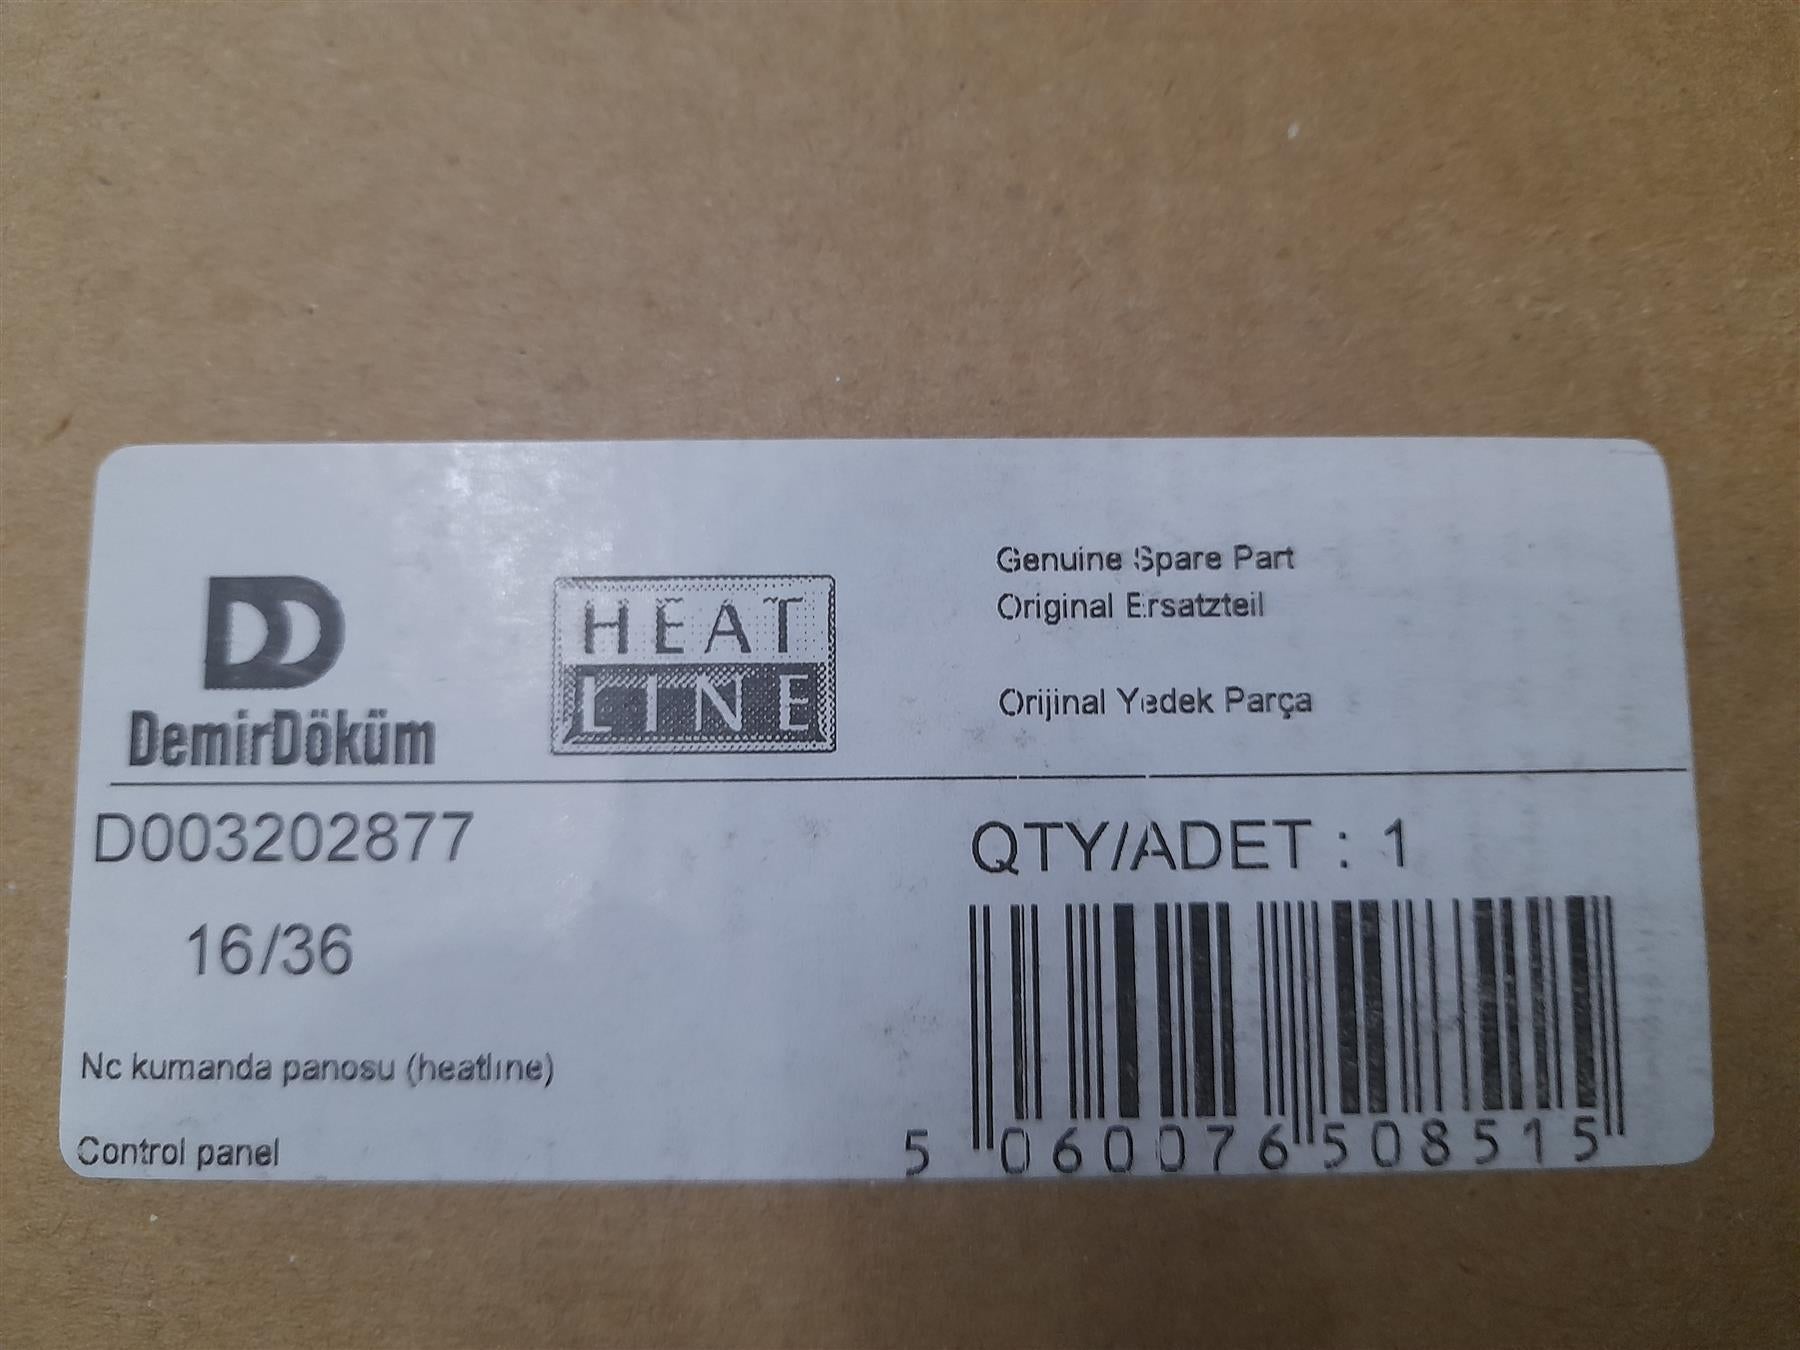 DemirDöküm
HEAT
LINE
Genuine Spare Part
Original Ersatzteil
Orijinal Yedek Parça
D003202877
QTY/ADET : 1
16/36
Nc kumanda panosu (heatlıne)
Control panel
5 060076 508515